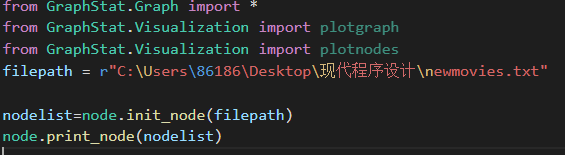 from GraphStat.Graph import *
from GraphStat.Visualization import plotgraph
from GraphStat.Visualization import plotnodes
filepath = r"C:\Users\86186\Desktop\现代程序设计\newmovies.txt"
nodelist=node.init_node(filepath)
node.print_node(nodelist)